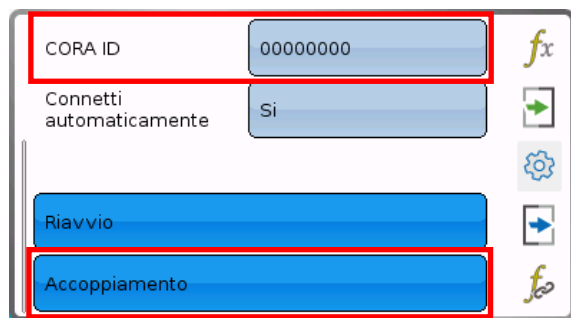 CORA ID 00000000
Connetti
automaticamente Si
Riavvio
Accoppiamento